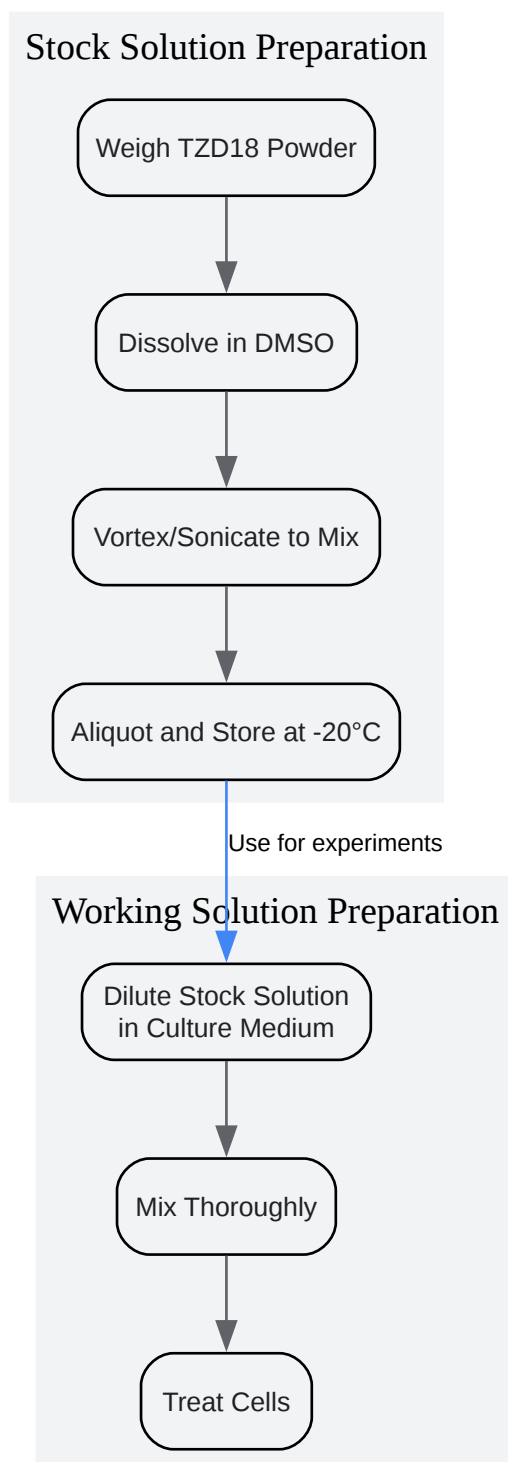 Stock Solution Preparation
Weigh TZD18 Powder
Dissolve in DMSO
Vortex/Sonicate to Mix
Aliquot and Store at -20°C
Use for experiments
Working Solution Preparation
Dilute Stock Solution
in Culture Medium
Mix Thoroughly
Treat Cells